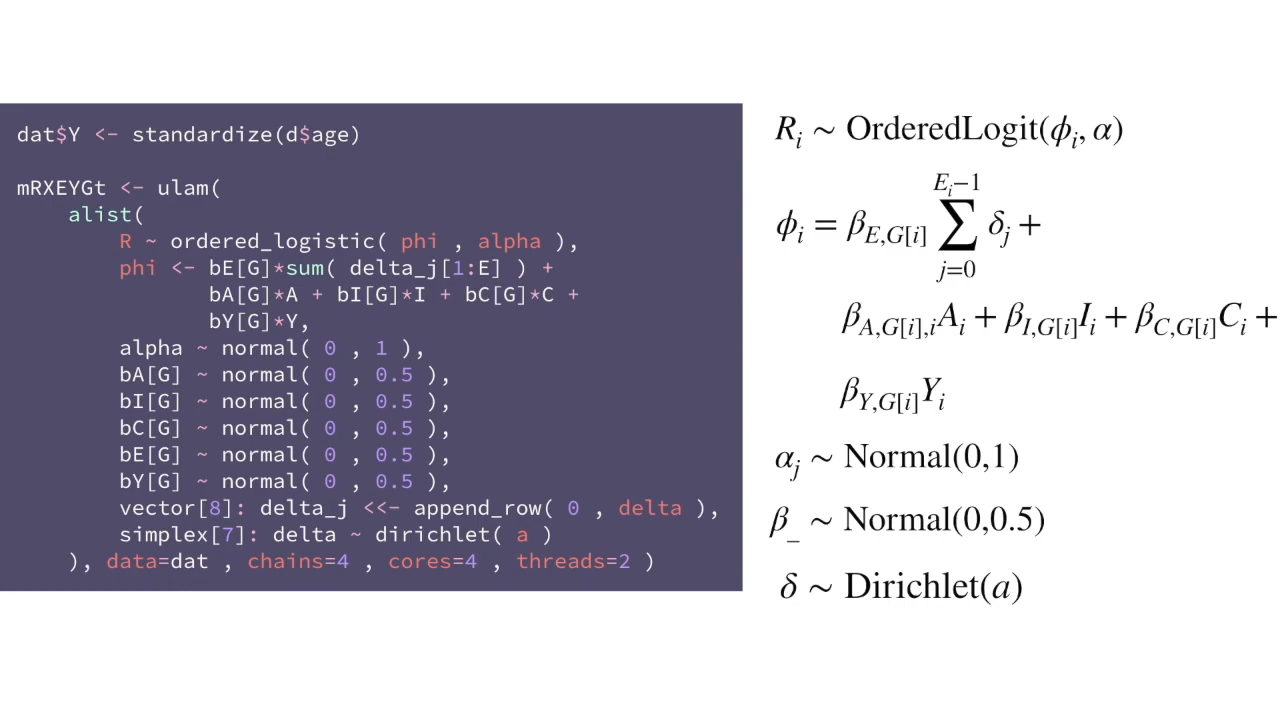 dat$Y <- standardize(d$age)
mRXEYGt <- ulam(
alist(
R ~ ordered_logistic( phi , alpha ),
phi <- bE[G]*sum( delta_j[1:E] ) +
bA[G]*A + bI[G]*I + bC[G]*C +
bY[G]*Y,
alpha ~ normal( 0 , 1 ),
bA[G] ~ normal( 0 , 0.5 ),
bI[G] ~ normal( 0 , 0.5 ),
bC[G] ~ normal( 0 , 0.5 ),
bE[G] ~ normal( 0 , 0.5 ),
bY[G] ~ normal( 0 , 0.5 ),
vector[8]: delta_j <<- append_row( 0 , delta ),
simplex[7]: delta ~ dirichlet( a )
), data=dat , chains=4 , cores=4 , threads=2 )
R_i ∼ OrderedLogit(ϕ_i, α)
ϕ_i = β_{E,G[i]} ∑_{j=0}^{E_i−1} δ_j +
β_{A,G[i],i}A_i + β_{I,G[i]}I_i + β_{C,G[i]}C_i +
β_{Y,G[i]}Y_i
α_j ∼ Normal(0,1)
β__ ∼ Normal(0,0.5)
δ ∼ Dirichlet(a)